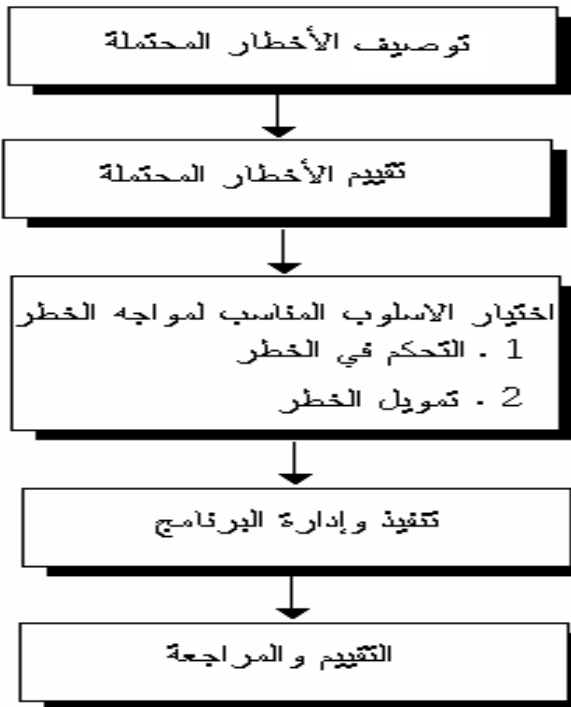 توصيف الأخطار المحتملة
تقييم الأخطار المحتملة
اختيار الاسلوب المناسب لمواجه الخطر
1 . التحكم في الخطر
2 . تمويل الخطر
تنفيذ وإدارة البرنامج
التقييم والمراجعة